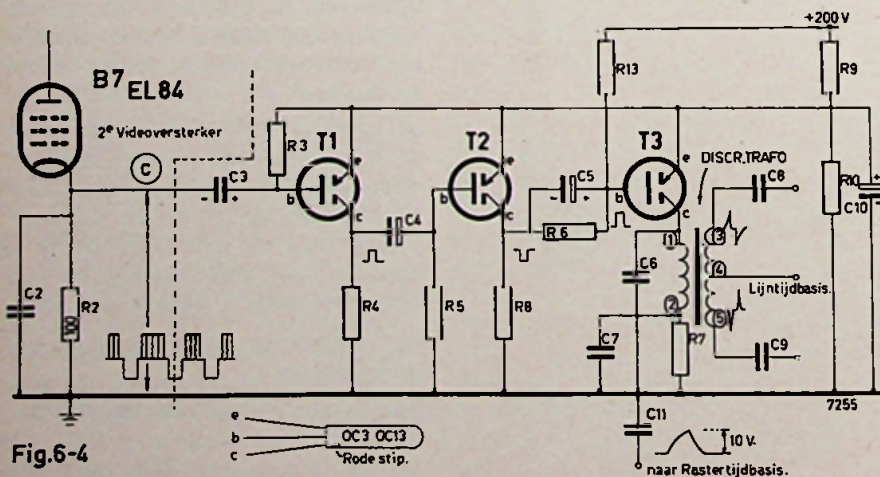 +200 V
B7 EL84
2e Videoversterker
C
C3
R3
T1
e
b
c
C4
T2
e
b
c
C5
R6
R13
T3
e
b
c
DISCR.TRAFO
C8
R9
R10
C10
C2
R2
100
R4
R5
R8
C6
C7
R7
1
2
3
4
5
Lijntijdbasis.
C9
7255
C11
10 V.
naar Rastertijdbasis.
e
b
c
OC3 OC13
Rode stip.
Fig.6-4